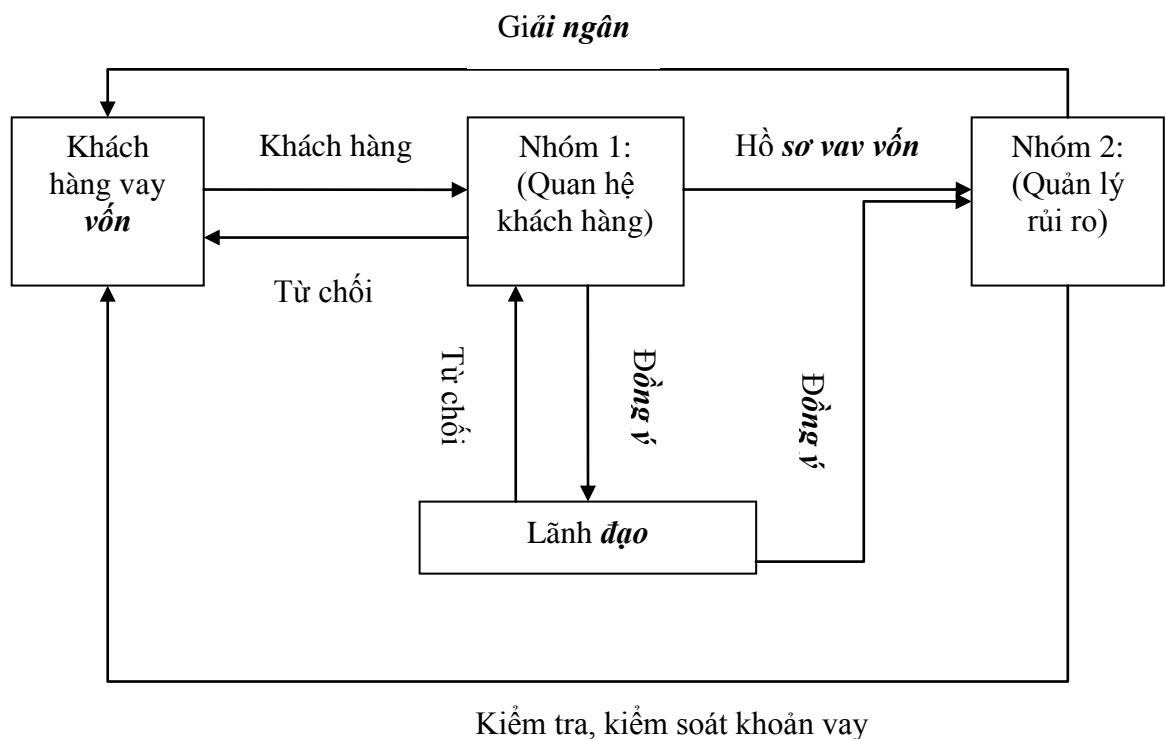 Giải ngân
Khách
hàng vay
vốn
Khách hàng
Nhóm 1:
(Quan hệ
khách hàng)
Hồ sơ vav vốn
Nhóm 2:
(Quản lý
rủi ro)
Từ chối
Từ chối
Đồng ý
Đồng ý
Lãnh đạo
Kiểm tra, kiểm soát khoản vay